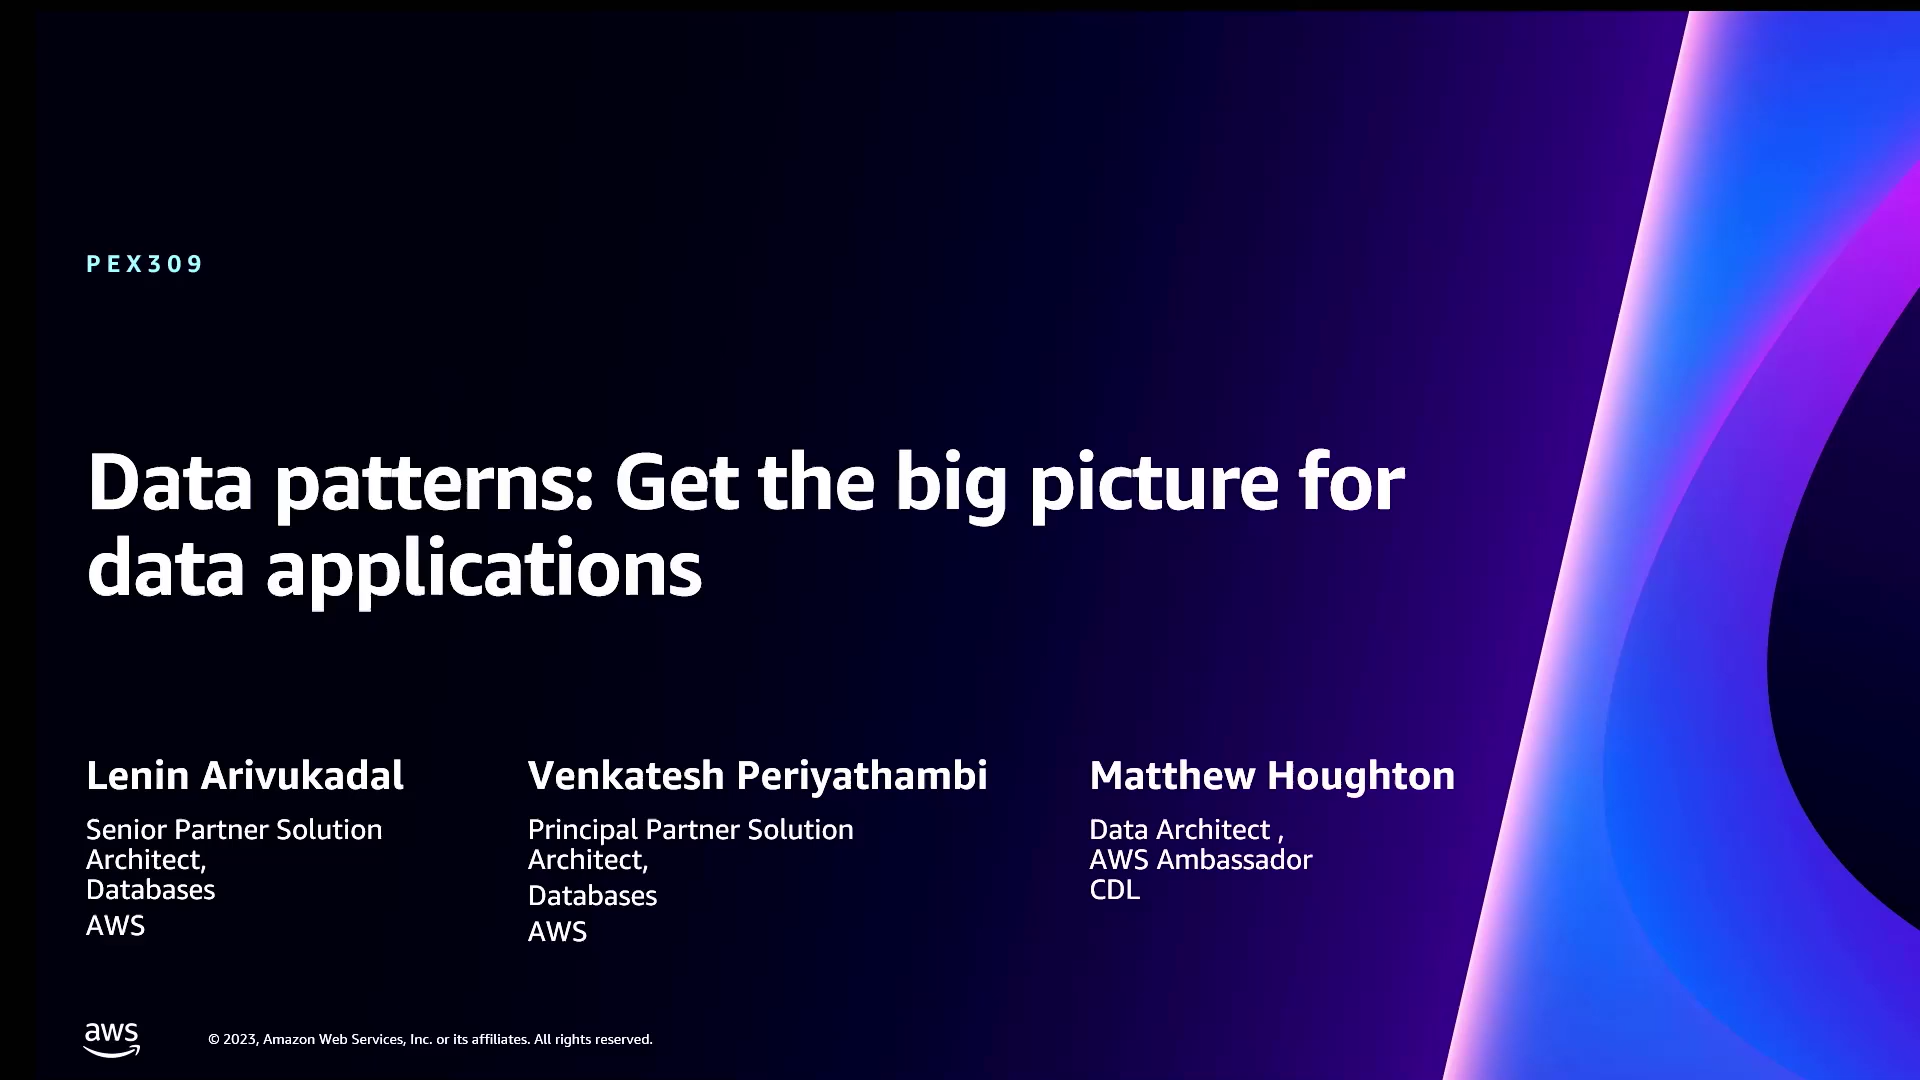 PEX309
Data patterns: Get the big picture for
data applications
Lenin Arivukadal
Senior Partner Solution
Architect,
Databases
AWS
Venkatesh Periyathambi
Principal Partner Solution
Architect,
Databases
AWS
Matthew Houghton
Data Architect ,
AWS Ambassador
CDL
aws
© 2023, Amazon Web Services, Inc. or its affiliates. All rights reserved.